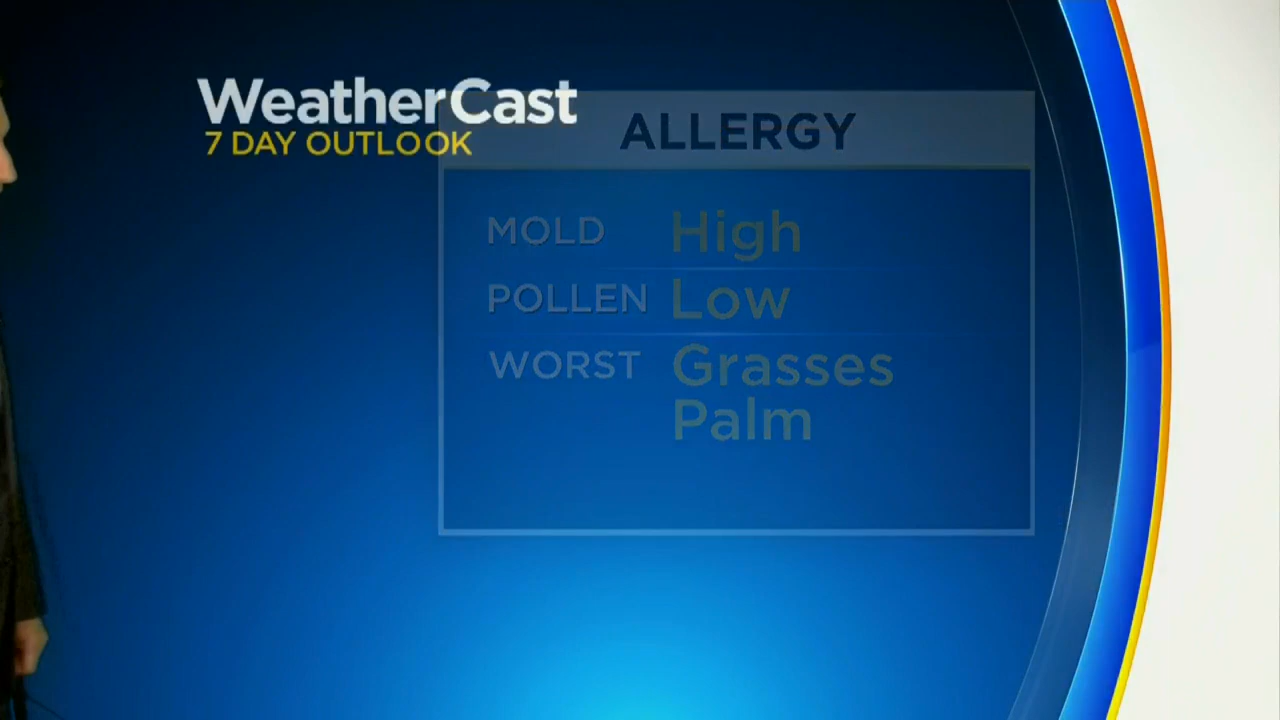 WeatherCast
7 DAY OUTLOOK
ALLERGY
MOLD High
POLLEN Low
WORST Grasses
Palm